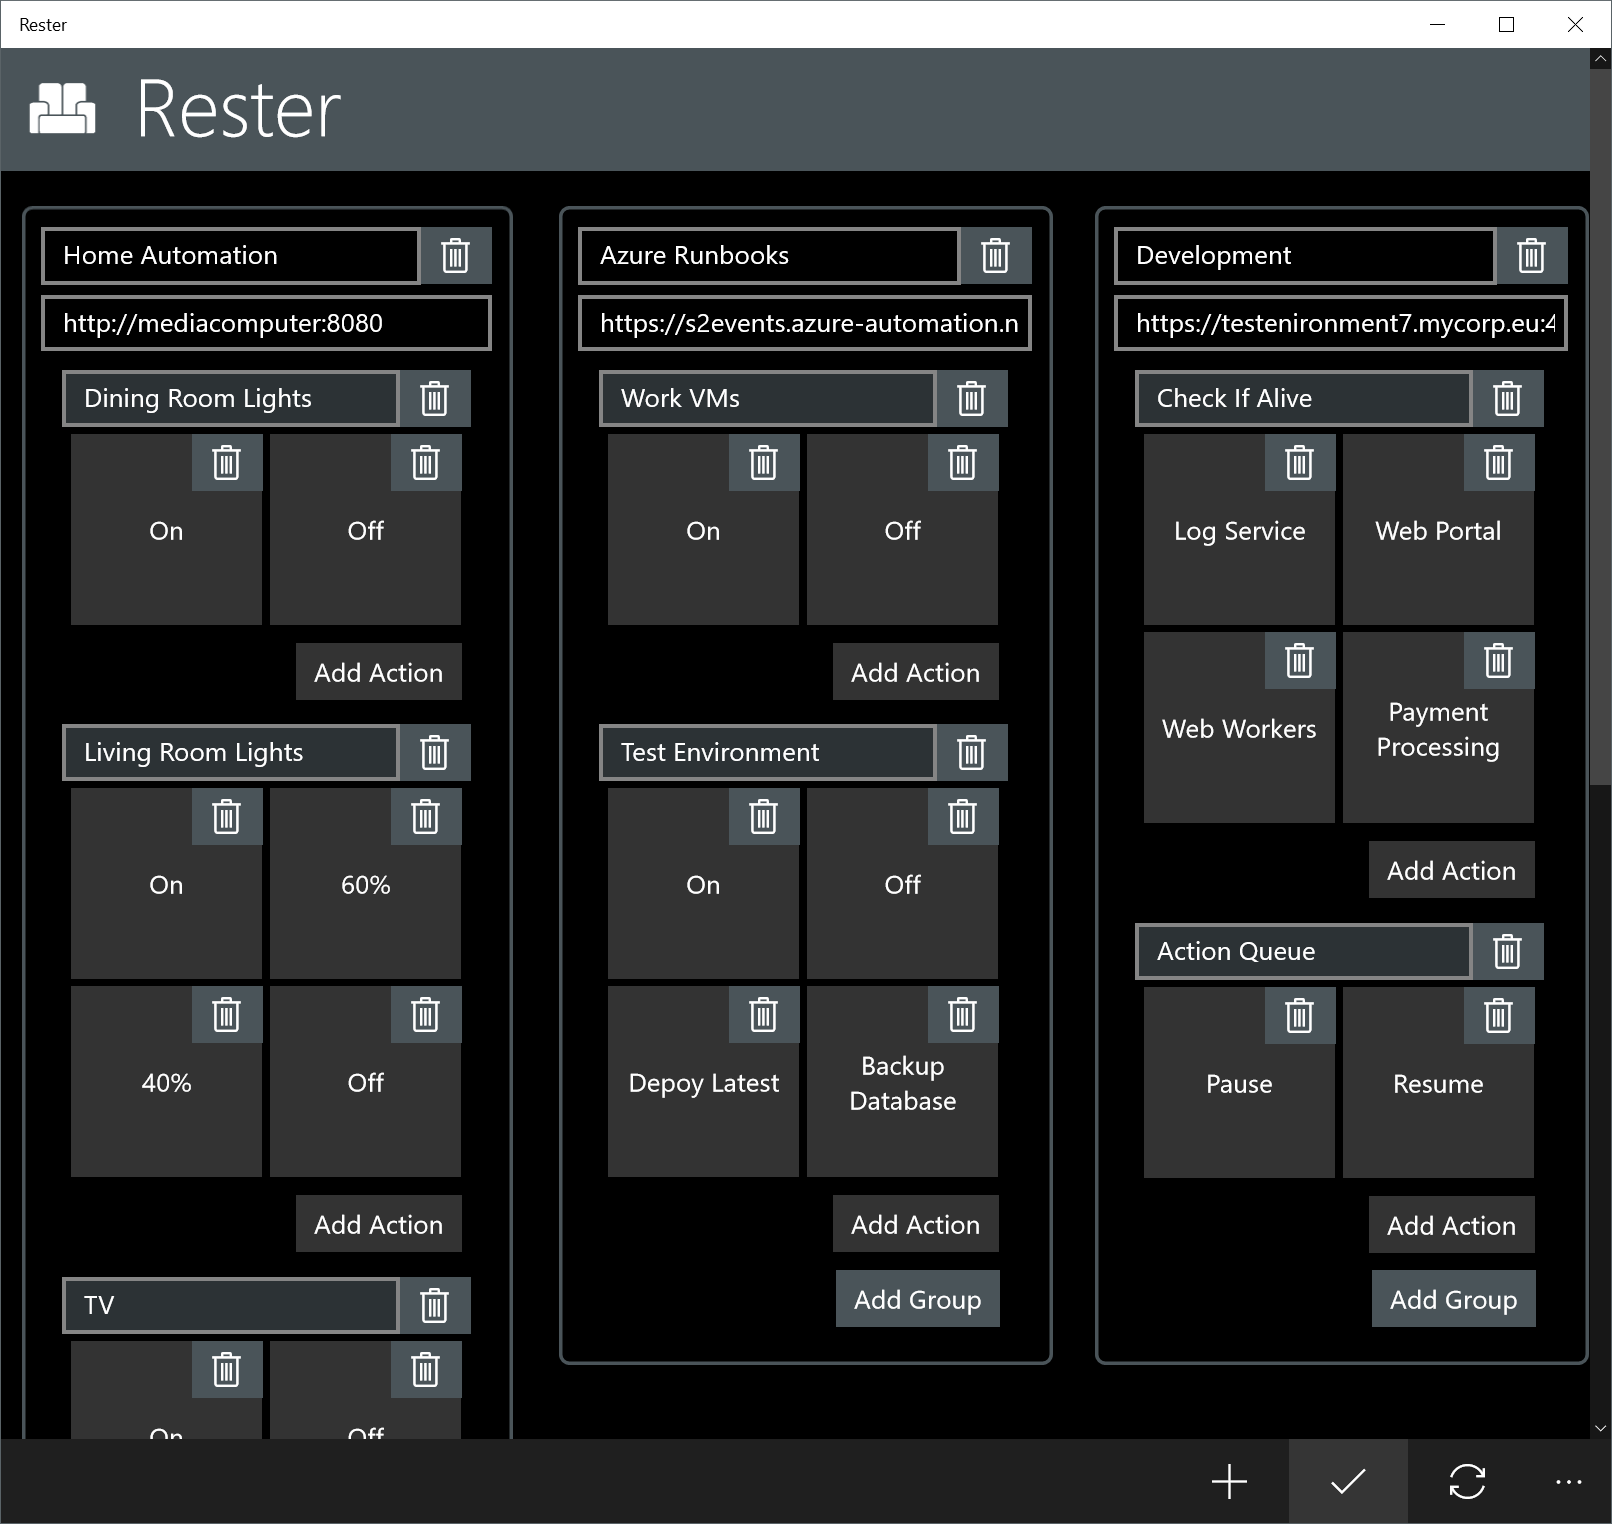 Rester
Rester
Home Automation
http://mediacomputer:8080
Dining Room Lights
On
Off
Add Action
Living Room Lights
On
60%
40%
Off
Add Action
TV
On
Off
Azure Runbooks
https://s2events.azure-automation.n
Work VMs
On
Off
Add Action
Test Environment
On
Off
Depoy Latest
Backup
Database
Add Action
Add Group
Development
https://testenironment7.mycorp.eu:4
Check If Alive
Log Service
Web Portal
Web Workers
Payment
Processing
Add Action
Action Queue
Pause
Resume
Add Action
Add Group